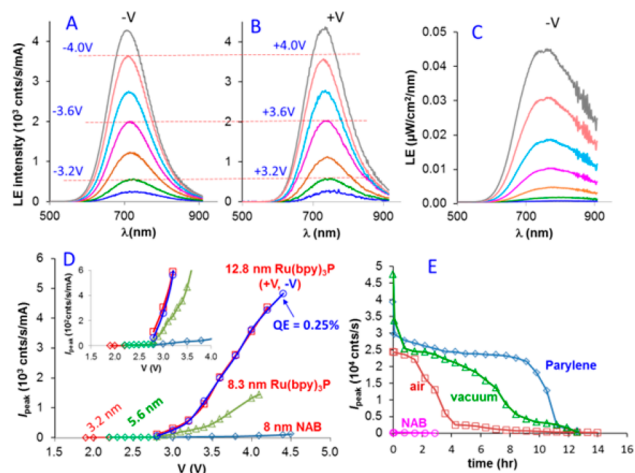 A
-V
LE intensity (10³ cnts/s/mA)
4
3
2
1
0
-4.0V
-3.6V
-3.2V
500
700
900
λ(nm)
B
+V
+4.0V
+3.6V
+3.2V
500
700
900
λ(nm)
C
-V
LE (µW/cm²/nm)
0.05
0.04
0.03
0.02
0.01
0
500
700
900
λ(nm)
D
I peak (10³ cnts/s/mA)
6
5
4
3
2
1
0
1.5
2.0
2.5
3.0
3.5
4.0
4.5
5.0
V (V)
I peak (10² cnts/s/mA)
6
4
2
0
1.5
2.0
2.5
3.0
3.5
4.0
V (V)
12.8 nm Ru(bpy)₃P
(+V, -V)
QE = 0.25%
8.3 nm Ru(bpy)₃P
8 nm NAB
3.2 nm
5.6 nm
E
I peak (10⁴ cnts/s)
5
4.5
4
3.5
3
2.5
2
1.5
1
0.5
0
0
2
4
6
8
10
12
14
time (hr)
Parylene
vacuum
air
NAB